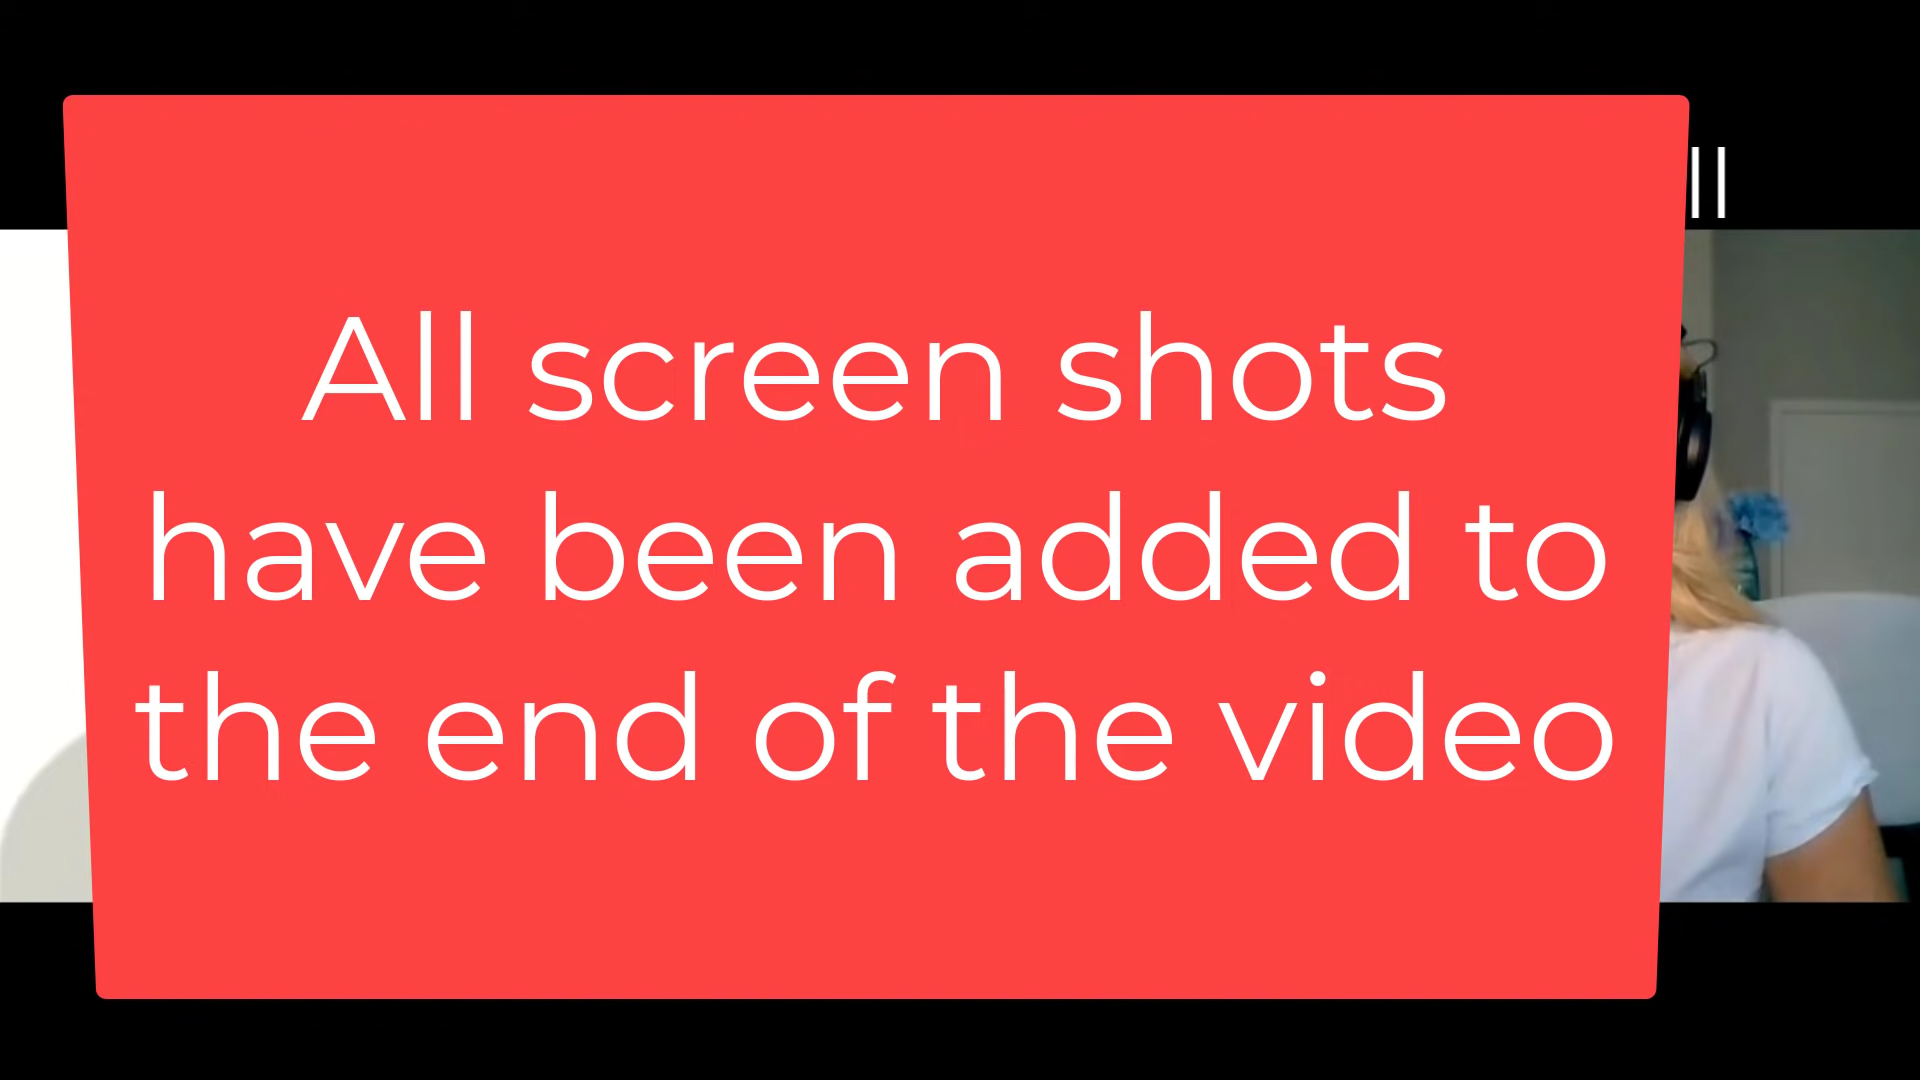 All screen shots
have been added to
the end of the video